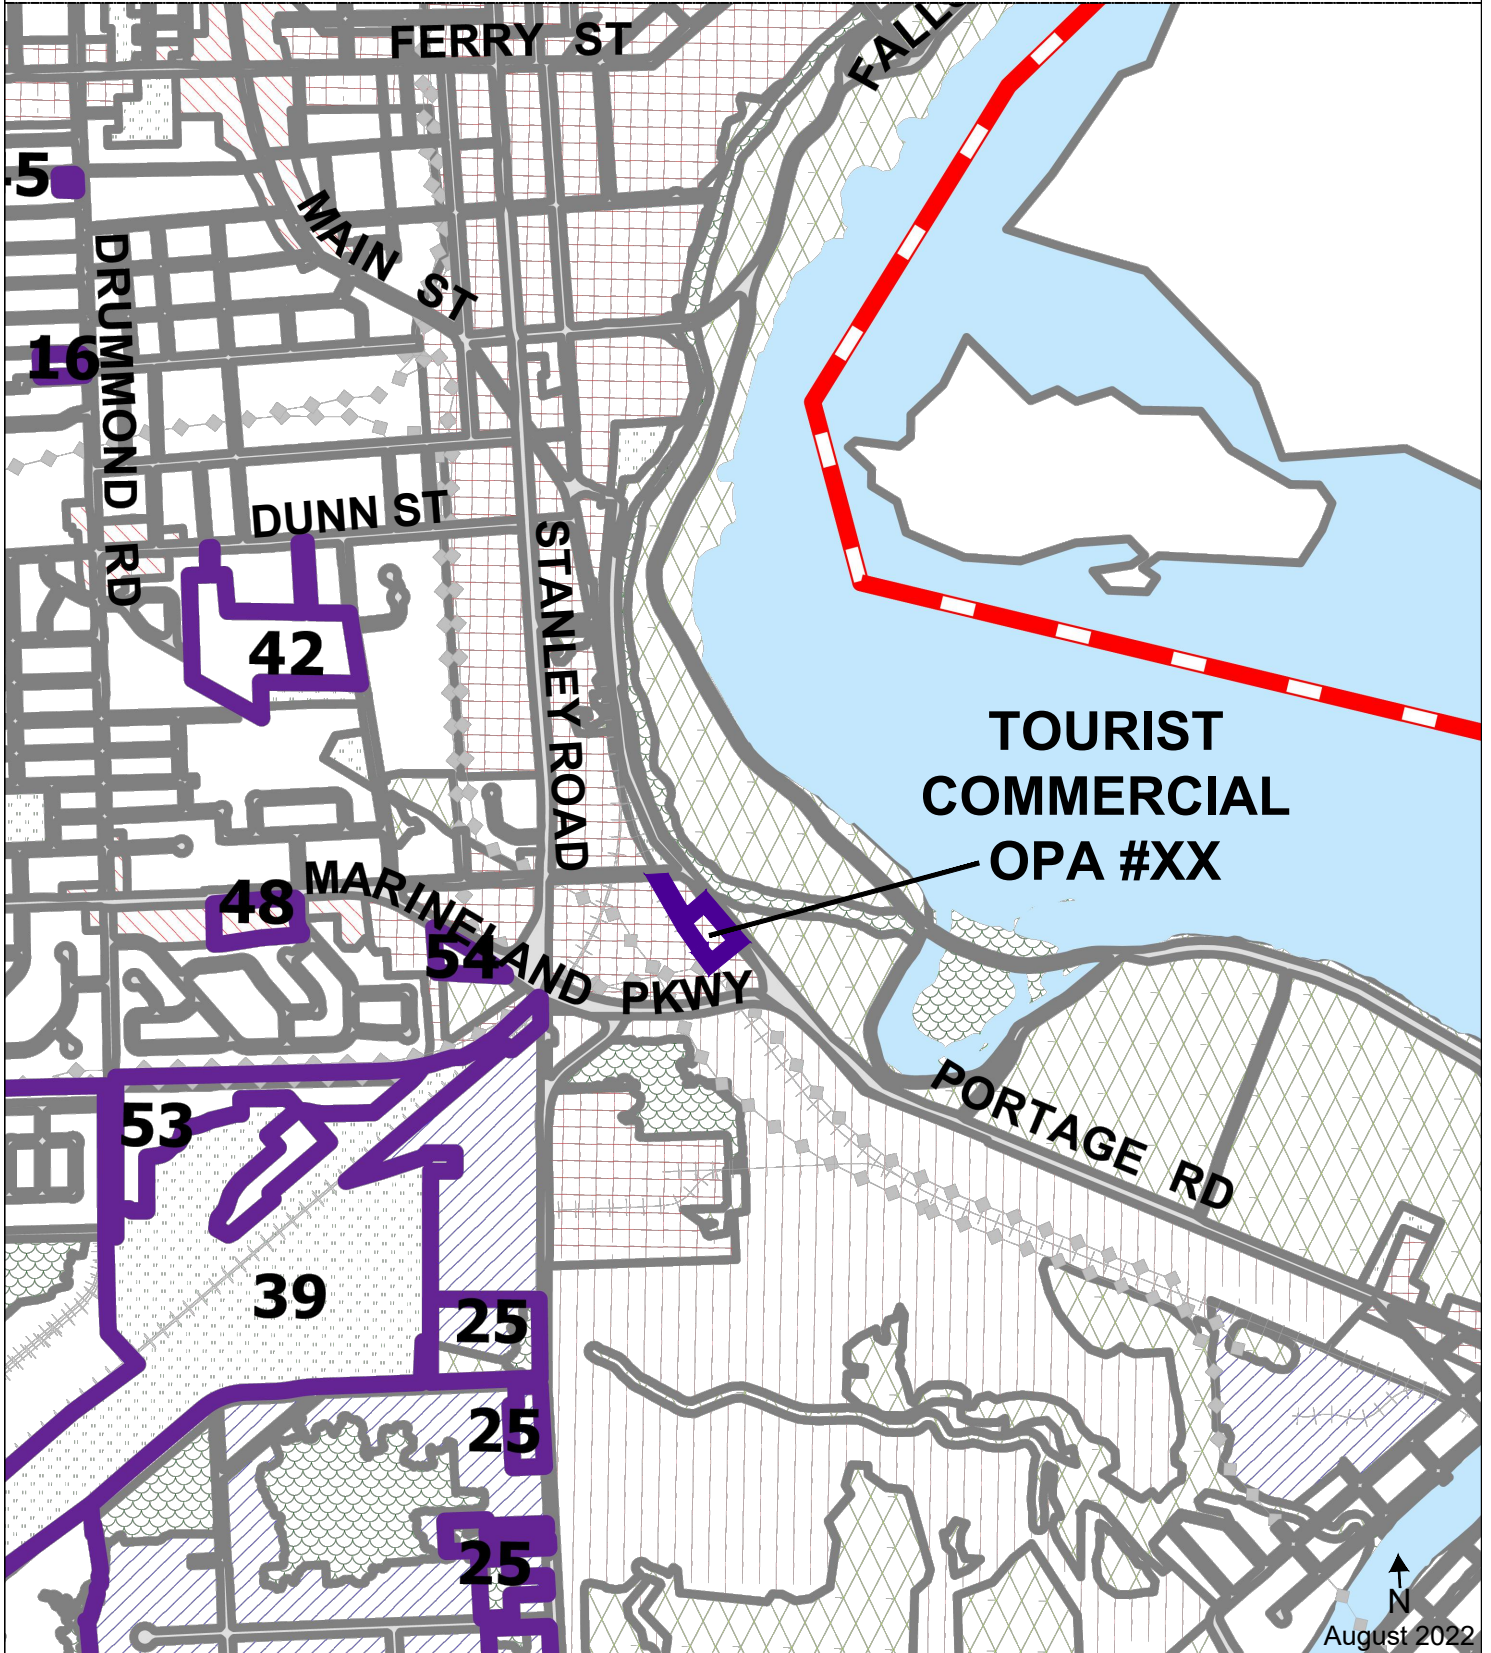 FERRY ST
FALLS
-5
MAIN ST
DRUMMOND RD
16
DUNN ST
STANLEY ROAD
42
TOURIST
COMMERCIAL
OPA #XX
48
MARINELAND PKWY
54
PORTAGE RD
53
39
25
25
25
N
August 2022